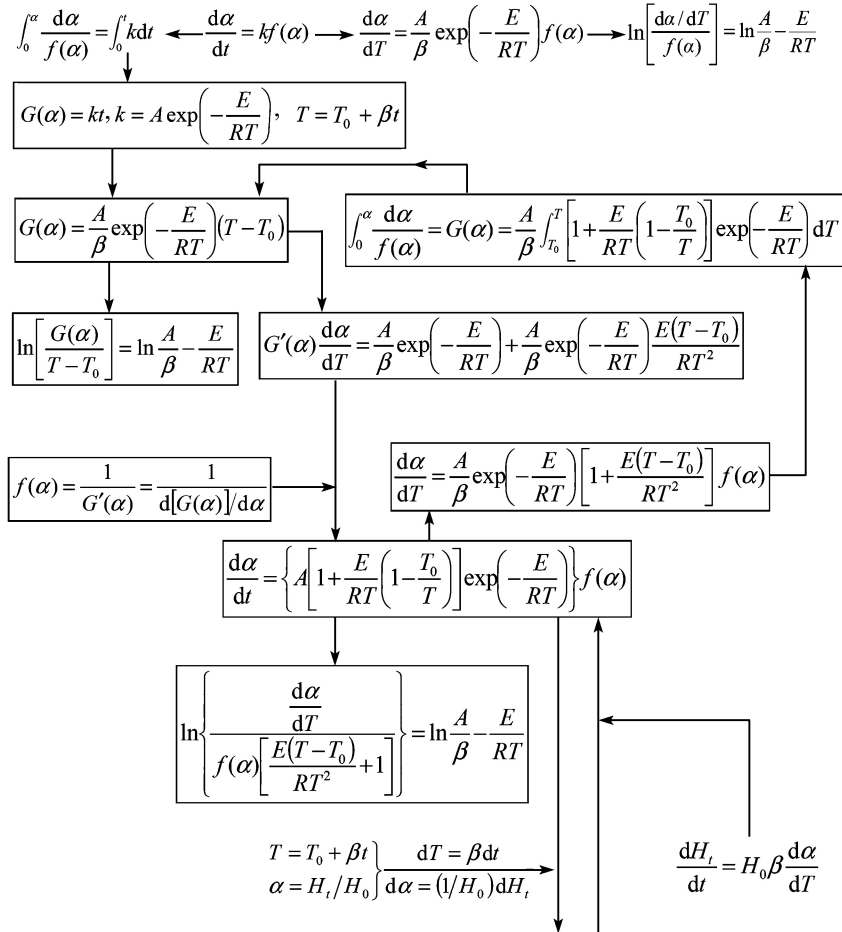 ∫₀^α dα/f(α) = ∫₀^t kdt ← dα/dt = kf(α) → dα/dT = A/β exp(−E/RT) f(α) → ln[(dα/dT)/f(α)] = ln A/β − E/RT
G(α) = kt, k = A exp(−E/RT), T = T₀ + βt
G(α) = A/β exp(−E/RT)(T − T₀)
∫₀^α dα/f(α) = G(α) = A/β ∫_{T₀}^T [1 + E/RT (1 − T₀/T)] exp(−E/RT) dT
ln[G(α)/(T − T₀)] = ln A/β − E/RT
G′(α) dα/dT = A/β exp(−E/RT) + A/β exp(−E/RT) E(T − T₀)/RT²
f(α) = 1/G′(α) = 1/(d[G(α)]/dα)
dα/dT = A/β exp(−E/RT) [1 + E(T − T₀)/RT²] f(α)
dα/dt = {A[1 + E/RT (1 − T₀/T)] exp(−E/RT)} f(α)
ln{(dα/dT)/(f(α)[E(T − T₀)/RT² + 1])} = ln A/β − E/RT
T = T₀ + βt
α = H_t/H₀
dT = βdt
dα = (1/H₀)dH_t
dH_t/dt = H₀β dα/dT